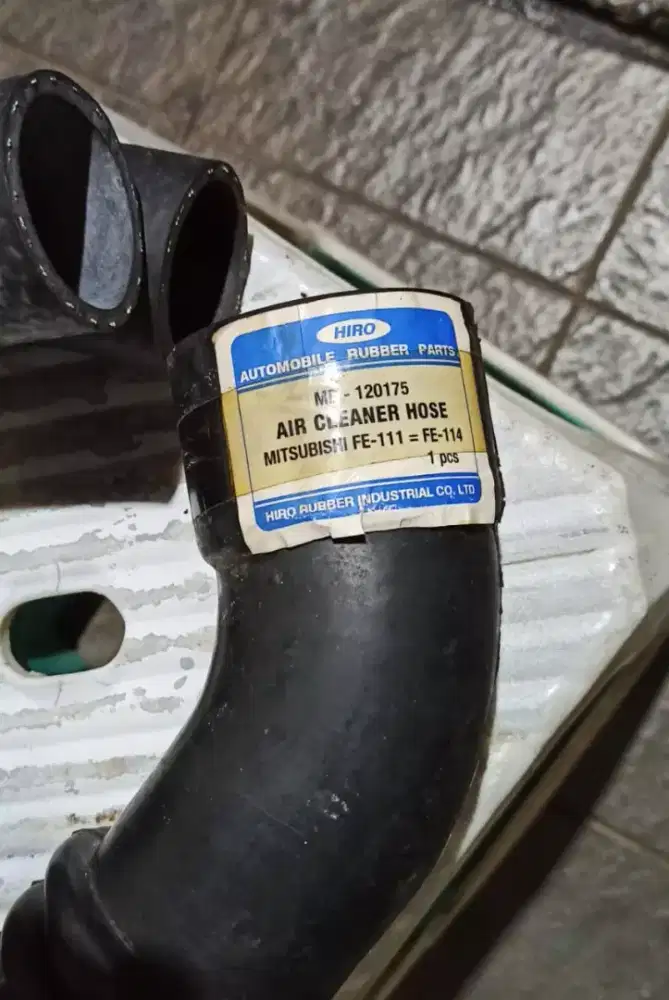 HIRO
AUTOMOBILE RUBBER PARTS
- 120175
AIR CLEANER HOSE
MITSUBISHI FE-111 = FE-114
1 pcs
HIRO RUBBER INDUSTRIAL CO. LTD